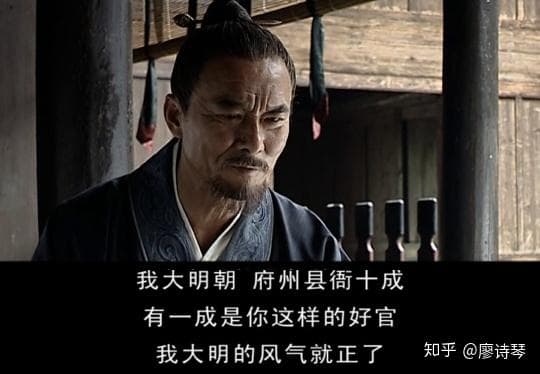 我大明朝 府州县衙十成
有一成是你这样的好官
我大明的风气就正了
知乎 @廖诗琴